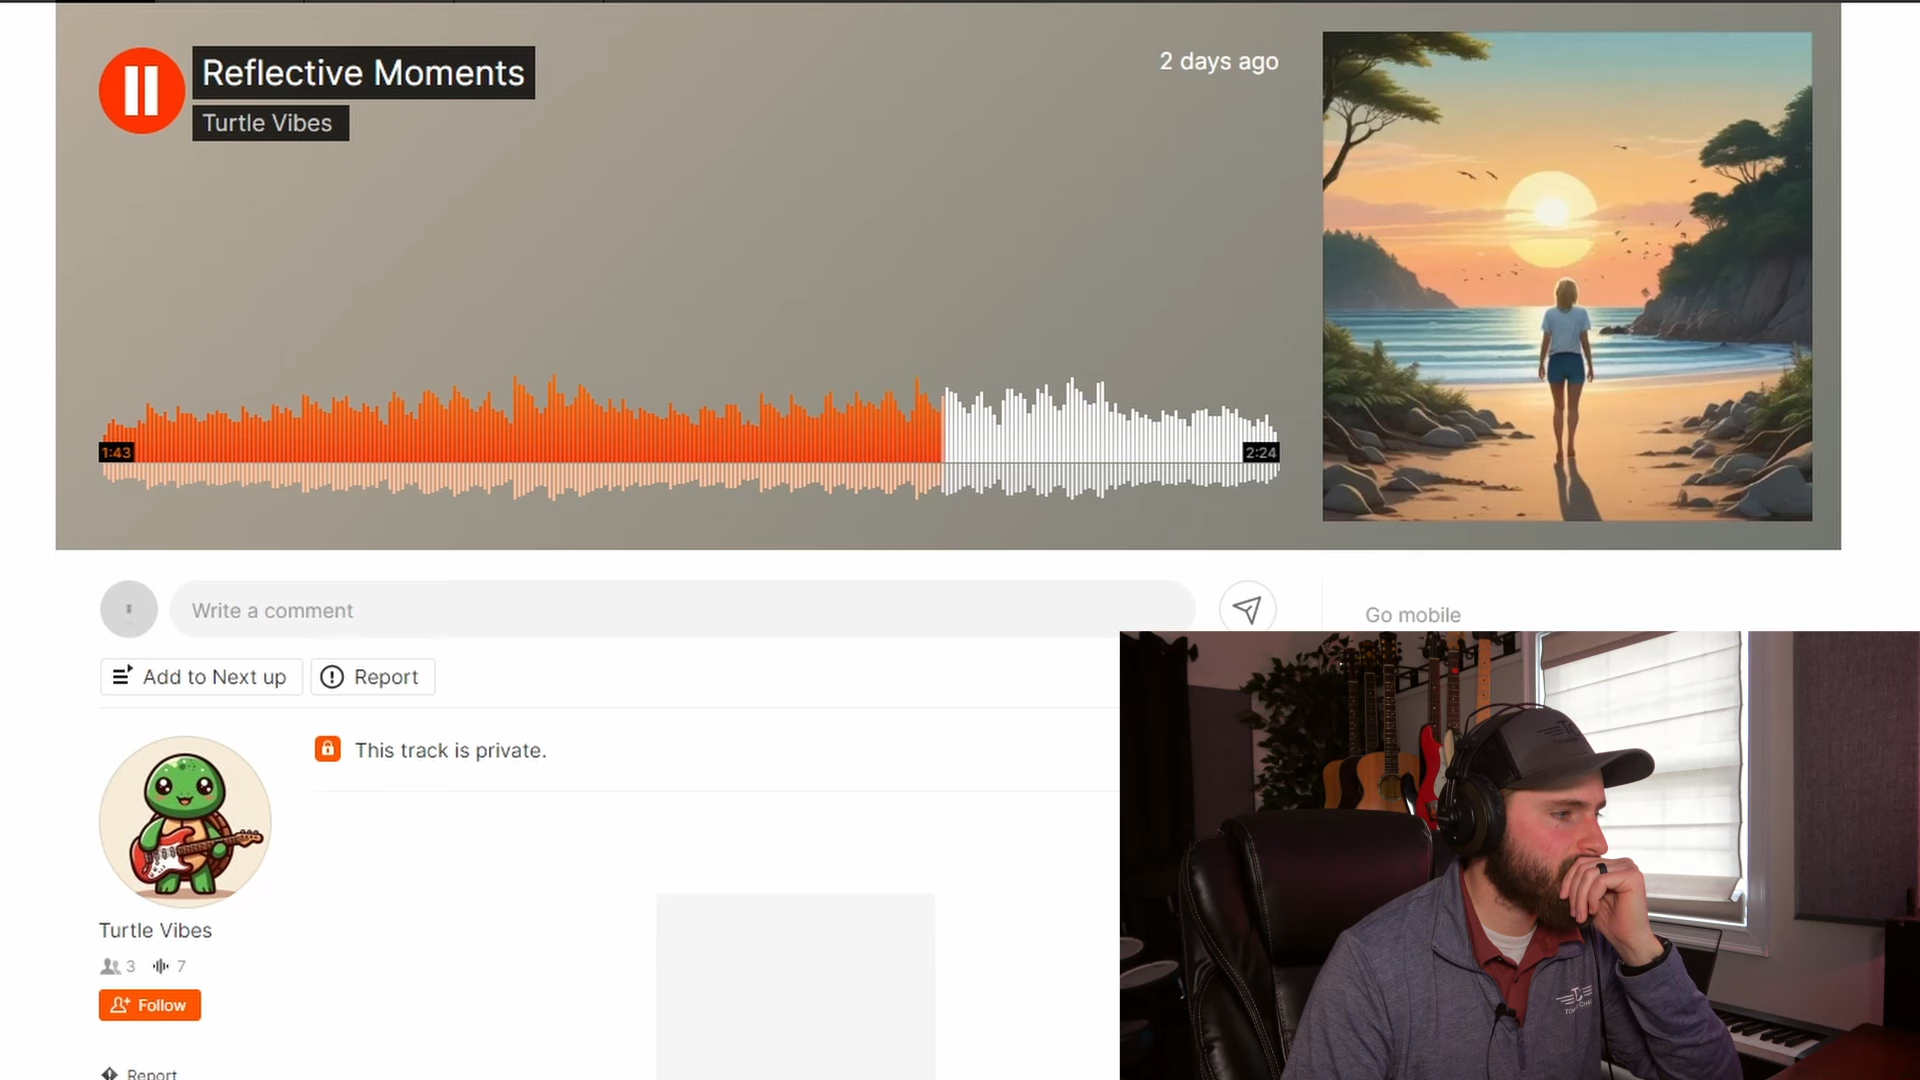 Reflective Moments
2 days ago
Turtle Vibes
1:43
2:24
Write a comment
Go mobile
Add to Next up
Report
This track is private.
Turtle Vibes
3
7
Follow
Report